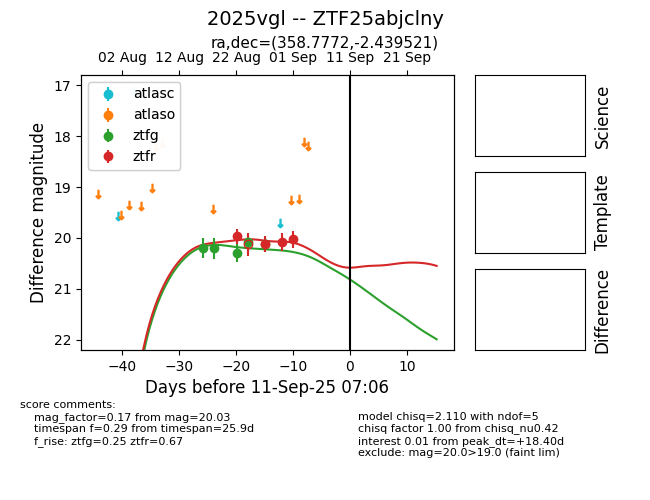 2025vgl -- ZTF25abjclny
ra,dec=(358.7772,-2.439521)
02 Aug 12 Aug 22 Aug 01 Sep 11 Sep 21 Sep
17
18
19
20
21
22
Difference magnitude
atlasc
atlaso
ztfg
ztfr
−40 −30 −20 −10 0 10
Days before 11-Sep-25 07:06
Science
Template
Difference
score comments:
mag_factor=0.17 from mag=20.03
timespan f=0.29 from timespan=25.9d
f_rise: ztfg=0.25 ztfr=0.67
model chisq=2.110 with ndof=5
chisq factor 1.00 from chisq_nu0.42
interest 0.01 from peak_dt=+18.40d
exclude: mag=20.0>19.0 (faint lim)